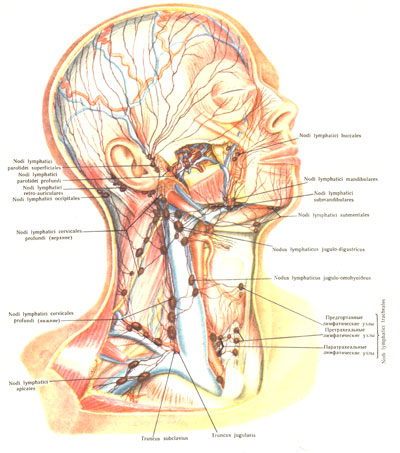 Nodi lymphatici
parotidei superficiales
Nodi lymphatici
parotidei profundi
Nodi lymphatici
retro-auriculares
Nodi lymphatici occipitales
Nodi lymphatici cervicales
profundi (верхние)
Nodi lymphatici cervicales
profundi (нижние)
Nodi lymphatici
apicales
Truncus subclavius
Truncus jugularis
Nodi lymphatici buccales
Nodi lymphatici mandibulares
Nodi lymphatici
submandibulares
Nodi lymphatici submentales
Nodus lymphaticus jugulo-digastricus
Nodus lymphaticus jugulo-omohyoideus
Предгортанные
лимфатические узлы
Претрахеальные
лимфатические узлы
Паратрахеальные
лимфатические узлы
Nodi lymphatici tracheales